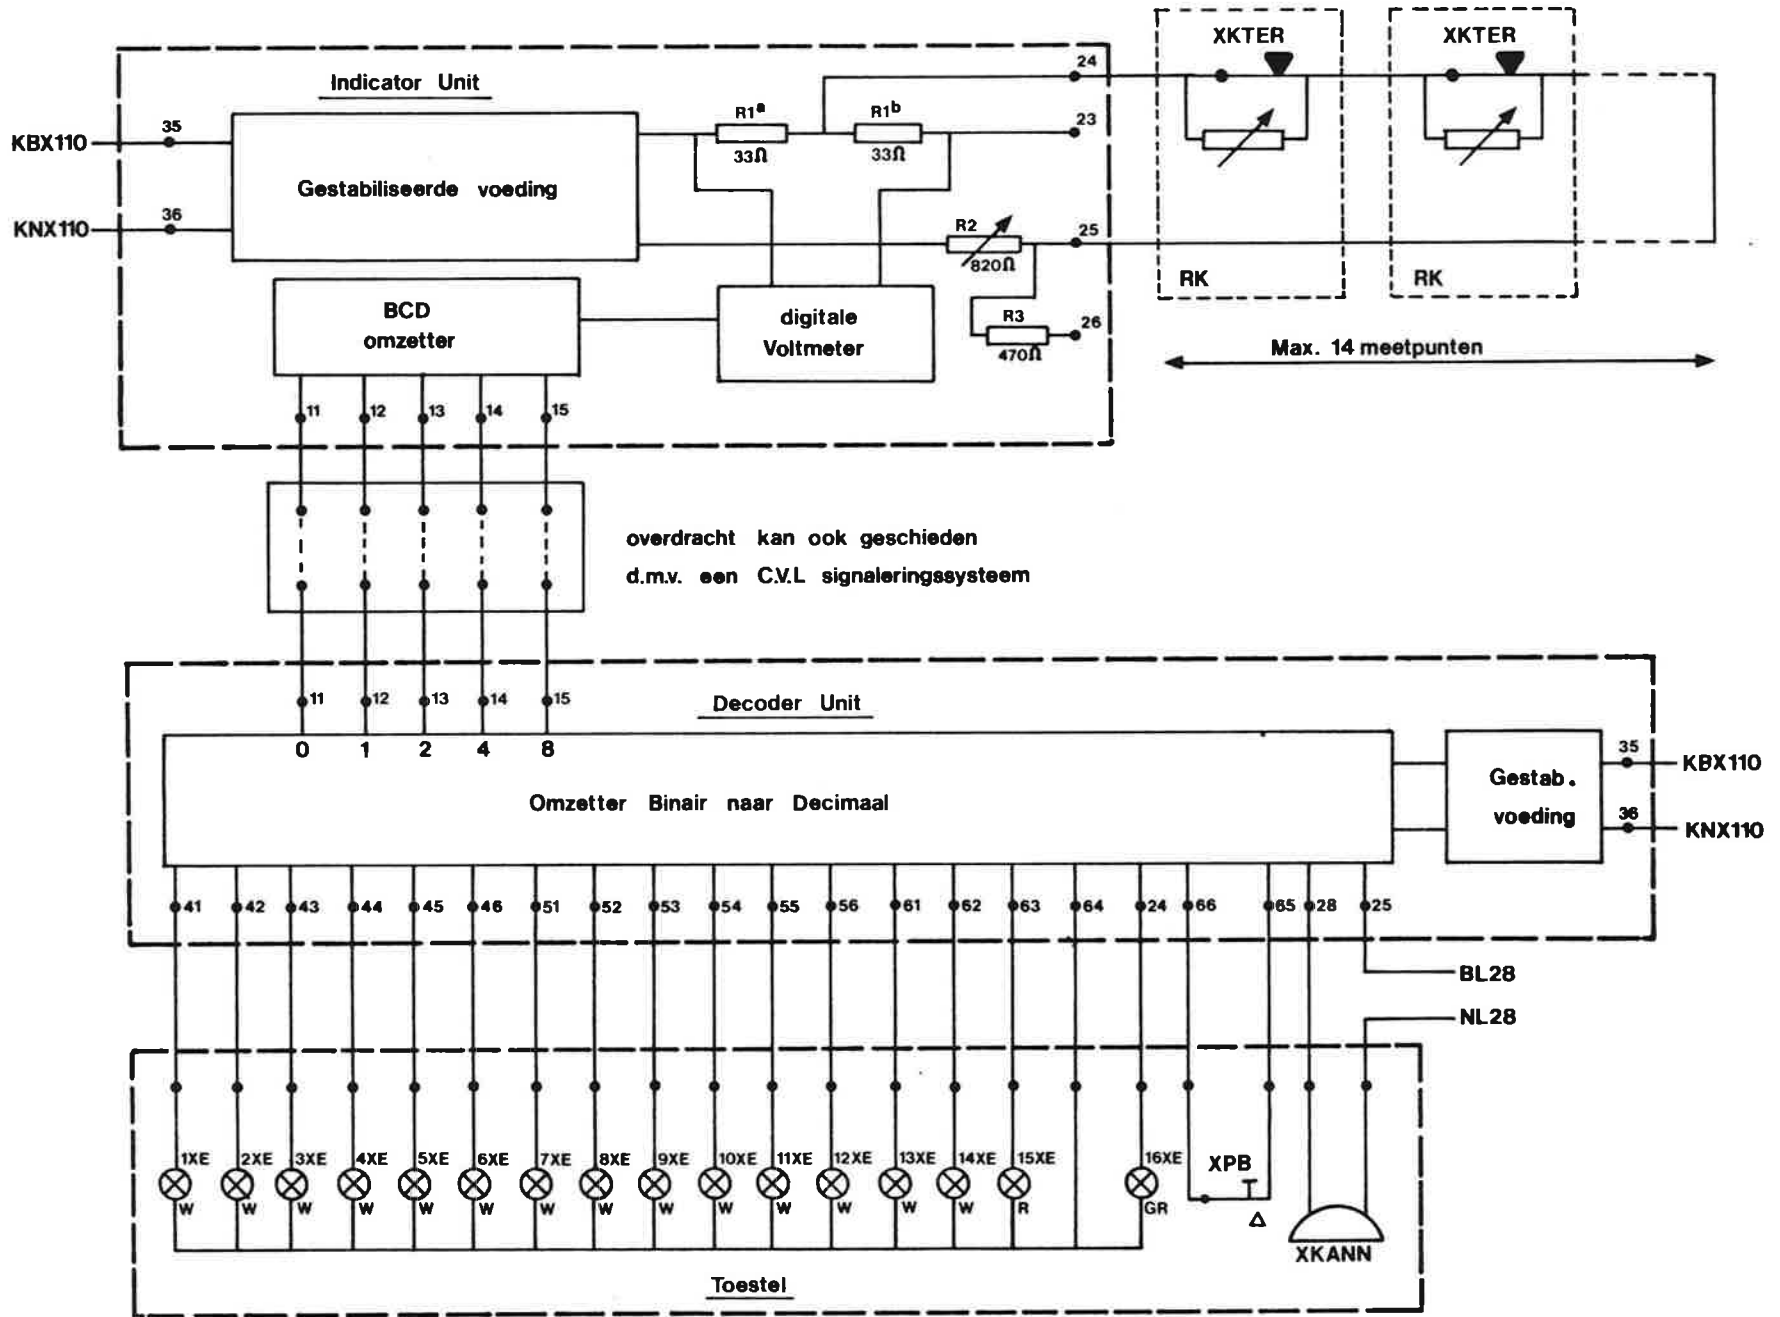 XKTER
XKTER
24
Indicator Unit
R1a
R1b
23
35
KBX110
33Ω
33Ω
Gestabiliseerde voeding
36
KNX110
R2
25
820Ω
RK
RK
BCD
omzetter
digitale
Voltmeter
R3
26
470Ω
Max. 14 meetpunten
11
12
13
14
15
overdracht kan ook geschieden
d.m.v. een C.V.L signaleringssysteem
Decoder Unit
11
12
13
14
15
0
1
2
4
8
35
KBX110
Gestab.
voeding
Omzetter Binair naar Decimaal
36
KNX110
41
42
43
44
45
46
51
52
53
54
55
56
61
62
63
64
24
66
65
28
25
BL28
NL28
1XE
2XE
3XE
4XE
5XE
6XE
7XE
8XE
9XE
10XE
11XE
12XE
13XE
14XE
15XE
16XE
XPB
W
W
W
W
W
W
W
W
W
W
W
W
W
W
R
GR
XKANN
Toestel